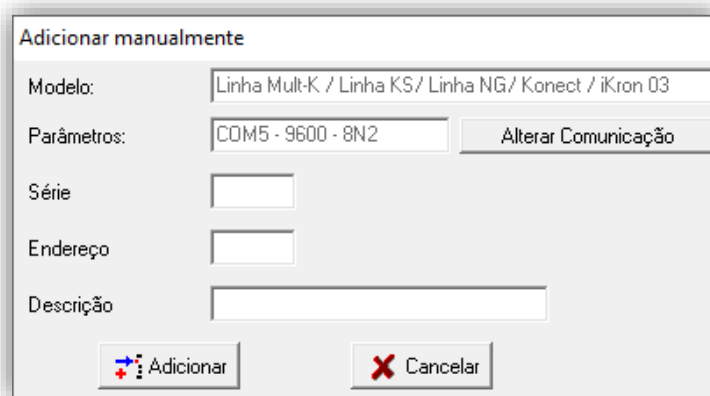 Adicionar manualmente
Modelo: Linha Mult-K / Linha KS/ Linha NG/ Konect / iKron 03
Parâmetros: COM5 - 9600 - 8N2 Alterar Comunicação
Série
Endereço
Descrição
Adicionar Cancelar